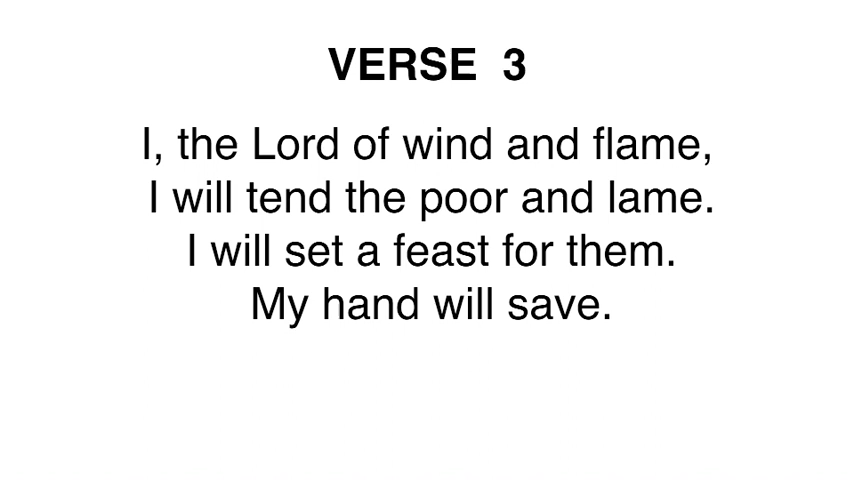 VERSE 3
I, the Lord of wind and flame,
I will tend the poor and lame.
I will set a feast for them.
My hand will save.